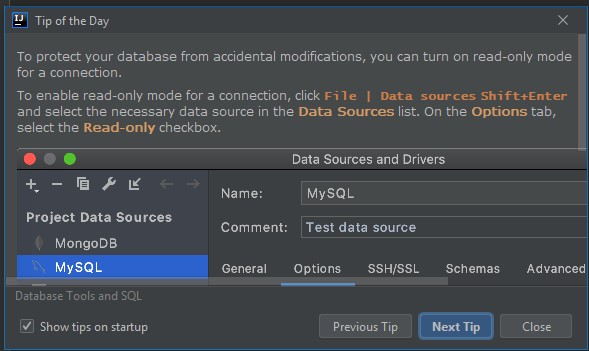 Tip of the Day
To protect your database from accidental modifications, you can turn on read-only mode
for a connection.
To enable read-only mode for a connection, click File | Data sources Shift+Enter
and select the necessary data source in the Data Sources list. On the Options tab,
select the Read-only checkbox.
Data Sources and Drivers
Name: MySQL
Project Data Sources
Comment: Test data source
MongoDB
MySQL
General Options SSH/SSL Schemas Advanced
Database Tools and SQL
Show tips on startup
Previous Tip Next Tip Close